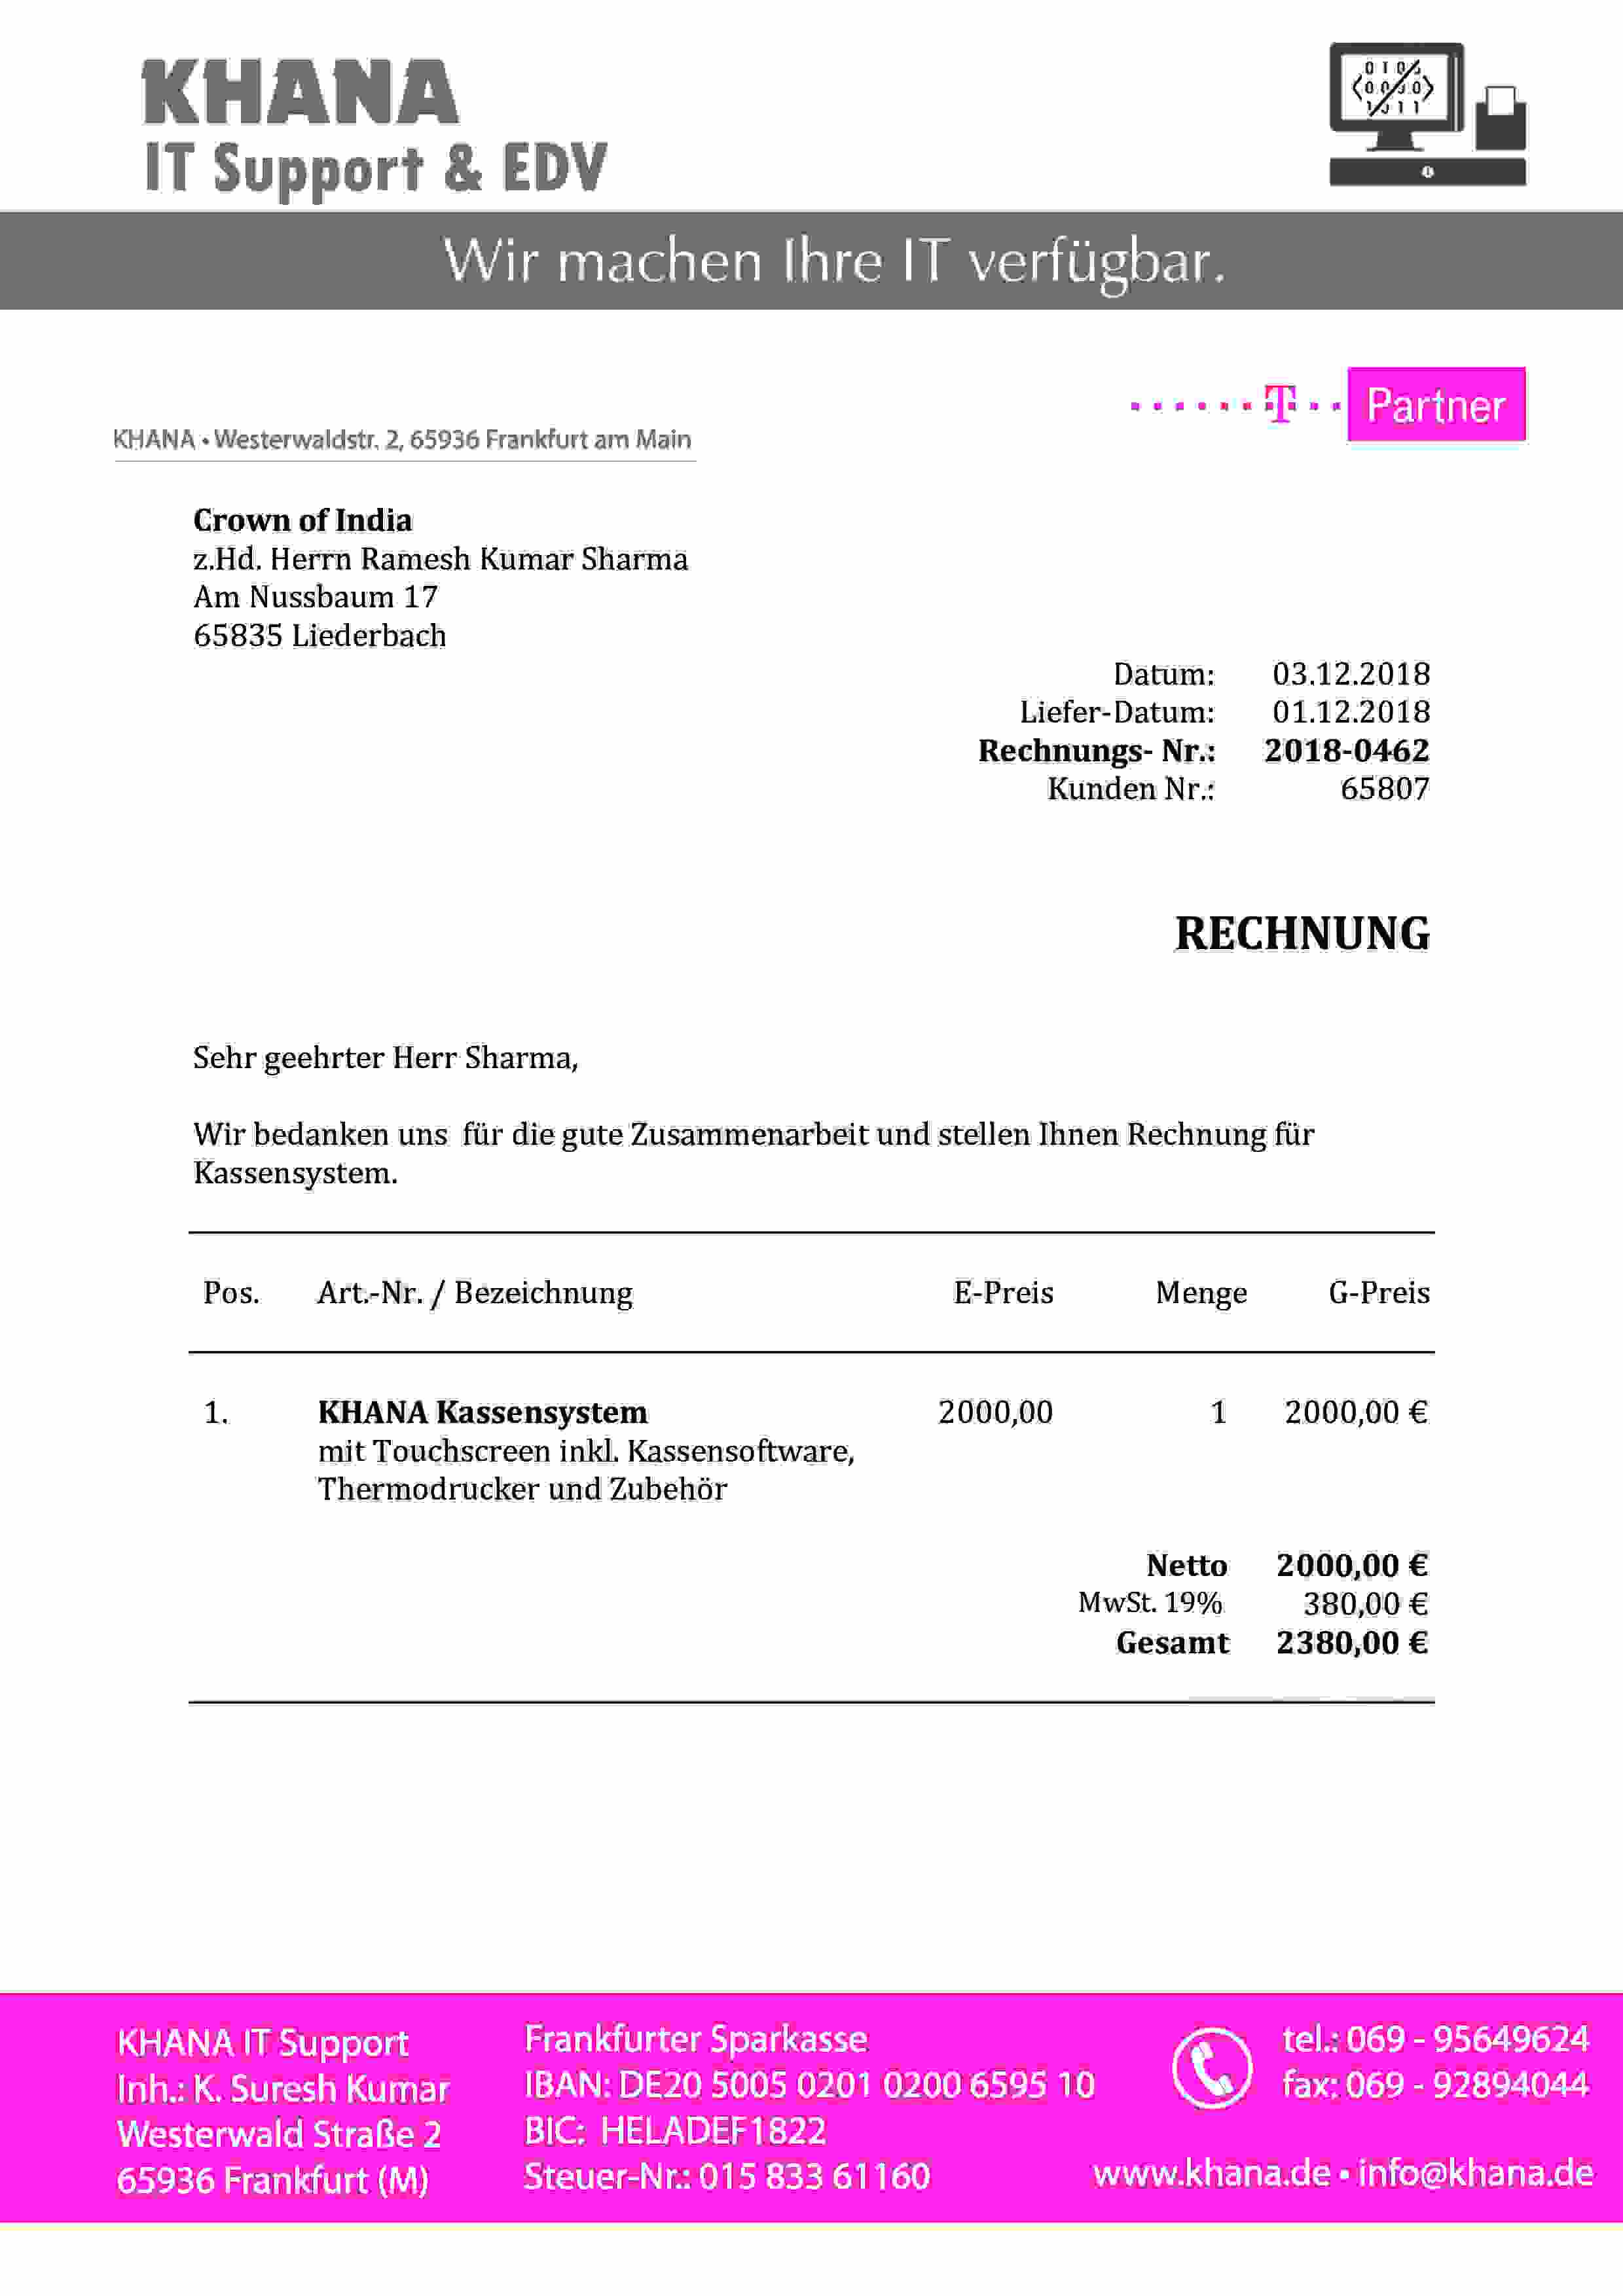 KHANA
IT Support & EDV
Wir machen Ihre IT verfügbar.
T Partner
KHANA • Westerwaldstr. 2, 65936 Frankfurt am Main
Crown of India
z.Hd. Herrn Ramesh Kumar Sharma
Am Nussbaum 17
65835 Liederbach
Datum: 03.12.2018
Liefer-Datum: 01.12.2018
Rechnungs- Nr.: 2018-0462
Kunden Nr.: 65807
RECHNUNG
Sehr geehrter Herr Sharma,
Wir bedanken uns für die gute Zusammenarbeit und stellen Ihnen Rechnung für
Kassensystem.
Pos. Art.-Nr. / Bezeichnung E-Preis Menge G-Preis
1. KHANA Kassensystem 2000,00 1 2000,00 €
mit Touchscreen inkl. Kassensoftware,
Thermodrucker und Zubehör
Netto 2000,00 €
MwSt. 19% 380,00 €
Gesamt 2380,00 €
KHANA IT Support
Inh.: K. Suresh Kumar
Westerwald Straße 2
65936 Frankfurt (M)
Frankfurter Sparkasse
IBAN: DE20 5005 0201 0200 6595 10
BIC: HELADEF1822
Steuer-Nr.: 015 833 61160
tel.: 069 - 95649624
fax: 069 - 92894044
www.khana.de • info@khana.de